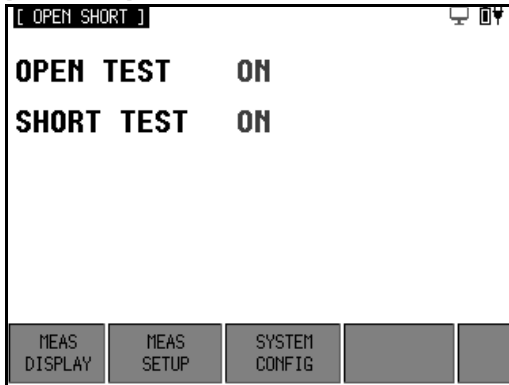 [ OPEN SHORT ]
OPEN TEST ON
SHORT TEST ON
MEAS DISPLAY
MEAS SETUP
SYSTEM CONFIG